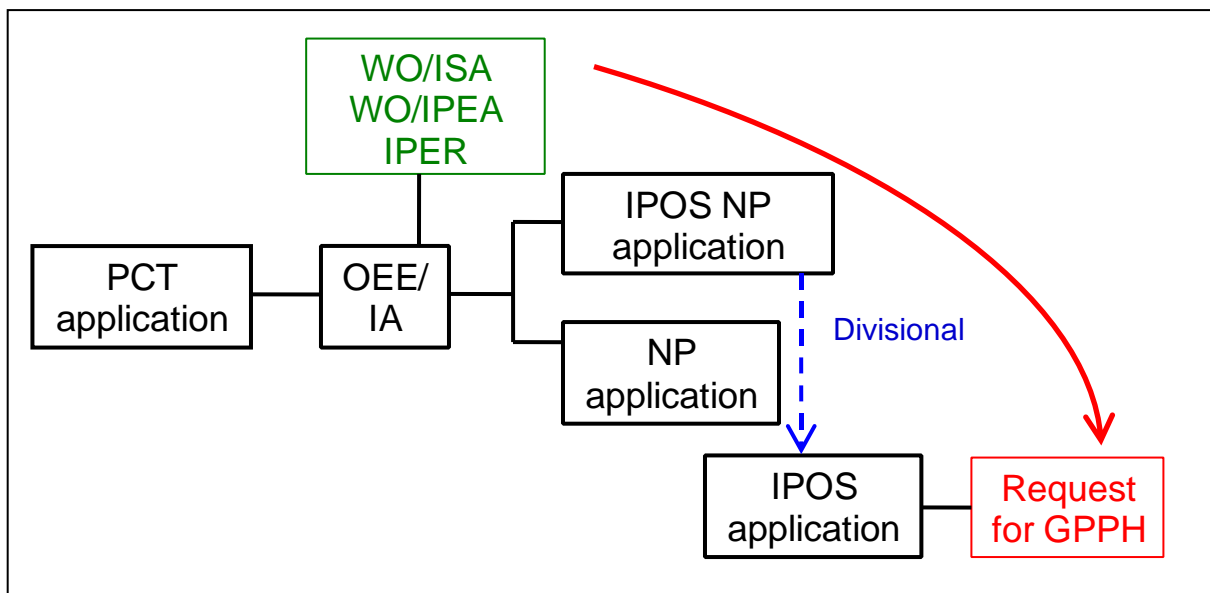 WO/ISA
WO/IPEA
IPER
IPOS NP
application
PCT
application
OEE/
IA
NP
application
Divisional
IPOS
application
Request
for GPPH